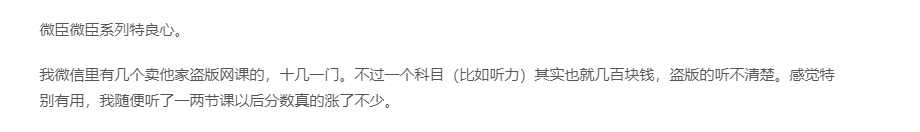 微臣微臣系列特良心。
我微信里有几个卖他家盗版网课的，十几一门。不过一个科目（比如听力）其实也就几百块钱，盗版的听不清楚。感觉特
别有用，我随便听了一两节课以后分数真的涨了不少。